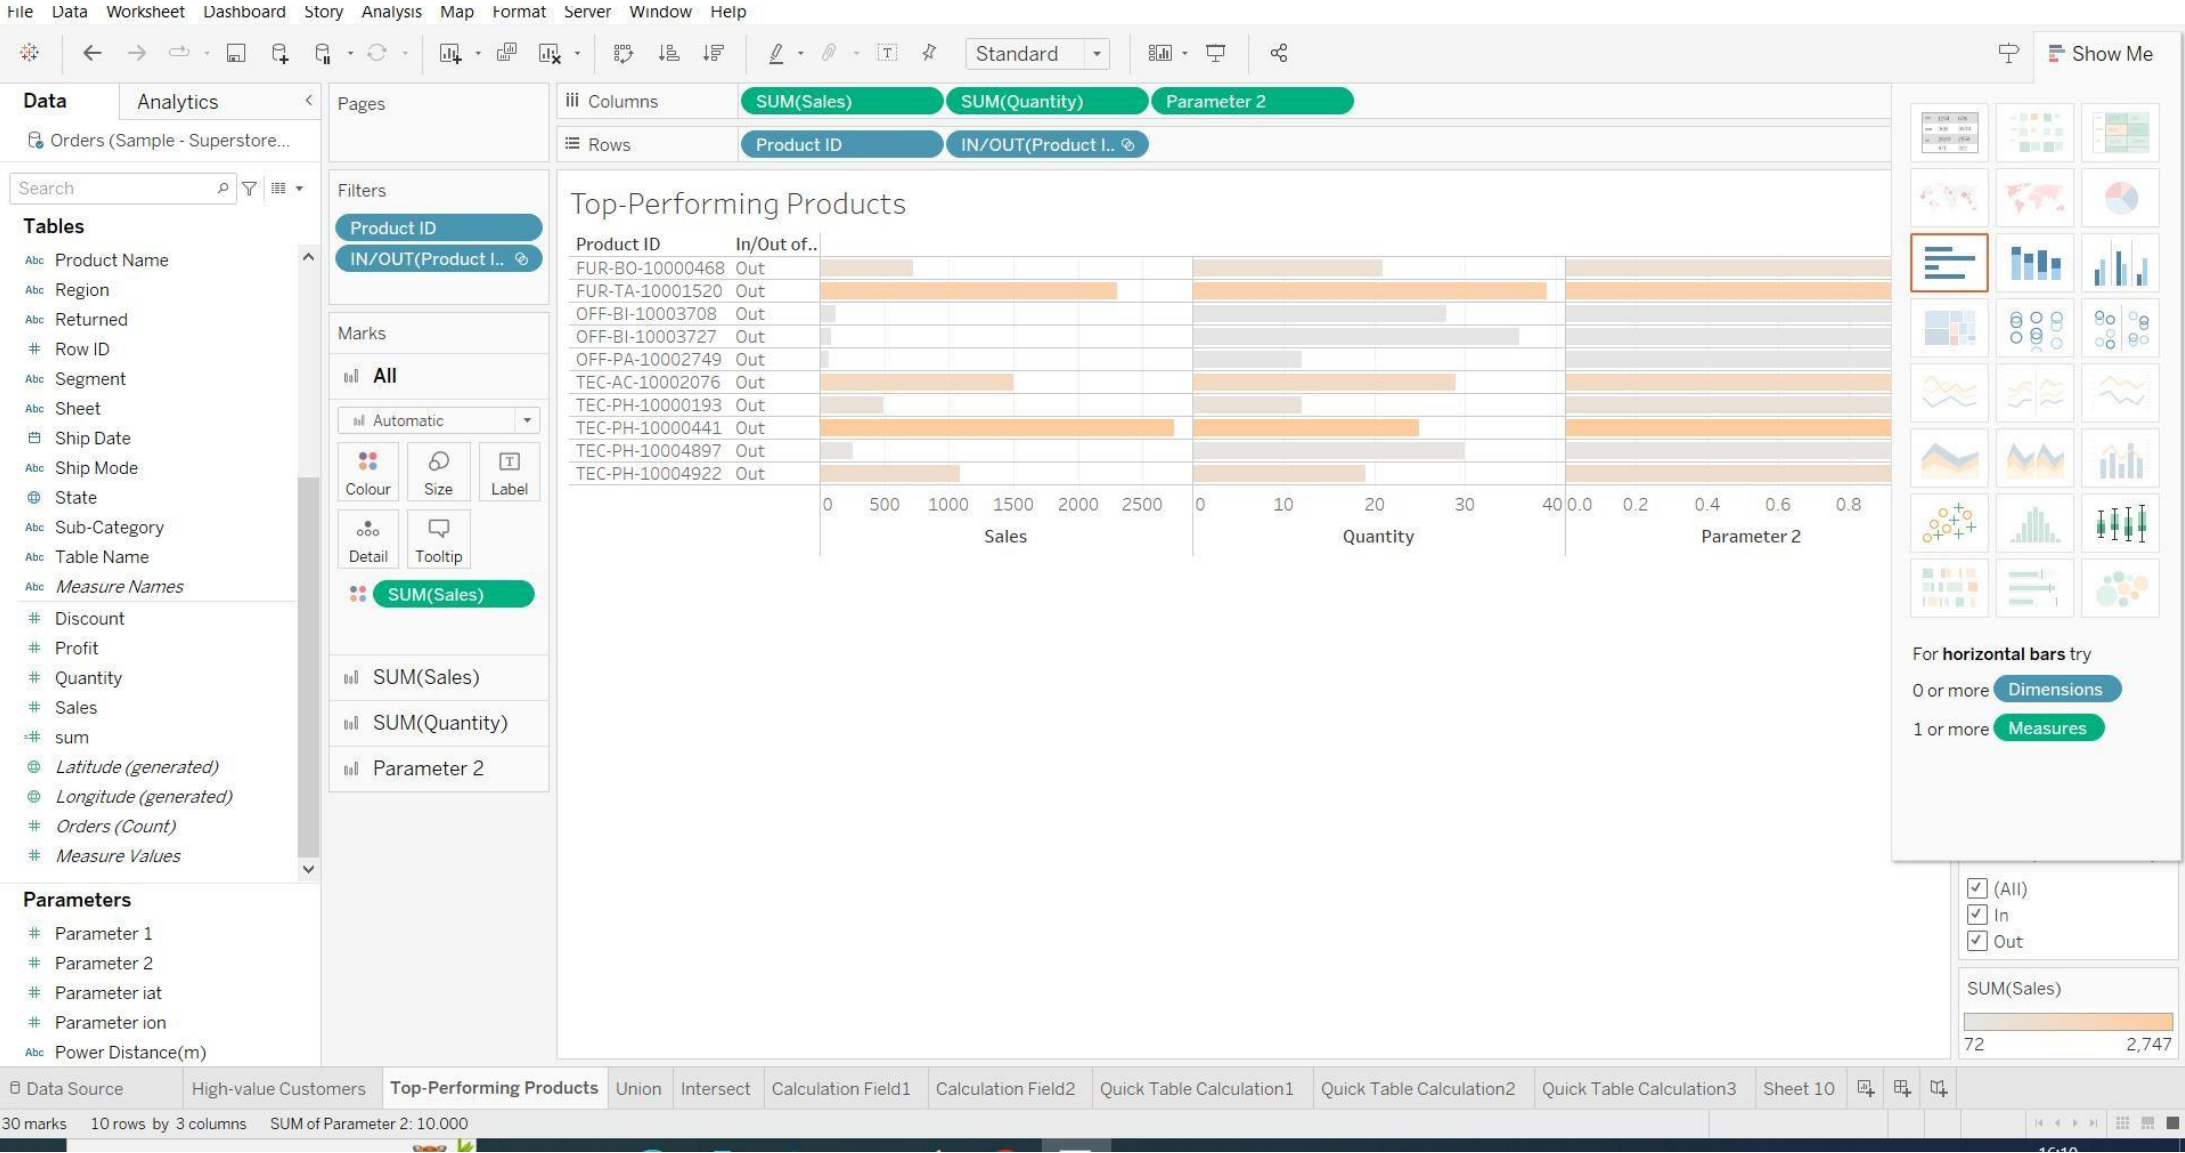 File Data Worksheet Dashboard Story Analysis Map Format Server Window Help
Standard
Show Me
Data Analytics
Orders (Sample - Superstore...
Search
Tables
Abc Product Name
Abc Region
Abc Returned
# Row ID
Abc Segment
Abc Sheet
Ship Date
Abc Ship Mode
State
Abc Sub-Category
Abc Table Name
Abc Measure Names
# Discount
# Profit
# Quantity
# Sales
=# sum
Latitude (generated)
Longitude (generated)
# Orders (Count)
# Measure Values
Parameters
# Parameter 1
# Parameter 2
# Parameter iat
# Parameter ion
Abc Power Distance(m)
Pages
Filters
Product ID
IN/OUT(Product I..
Marks
All
Automatic
Colour Size Label
Detail Tooltip
SUM(Sales)
SUM(Sales)
SUM(Quantity)
Parameter 2
Columns SUM(Sales) SUM(Quantity) Parameter 2
Rows Product ID IN/OUT(Product I..
Top-Performing Products
Product ID In/Out of..
FUR-BO-10000468 Out
FUR-TA-10001520 Out
OFF-BI-10003708 Out
OFF-BI-10003727 Out
OFF-PA-10002749 Out
TEC-AC-10002076 Out
TEC-PH-10000193 Out
TEC-PH-10000441 Out
TEC-PH-10004897 Out
TEC-PH-10004922 Out
0 500 1000 1500 2000 2500 0 10 20 30 40 0.0 0.2 0.4 0.6 0.8
Sales Quantity Parameter 2
For horizontal bars try
0 or more Dimensions
1 or more Measures
(All)
In
Out
SUM(Sales)
72 2,747
Data Source High-value Customers Top-Performing Products Union Intersect Calculation Field1 Calculation Field2 Quick Table Calculation1 Quick Table Calculation2 Quick Table Calculation3 Sheet 10
30 marks 10 rows by 3 columns SUM of Parameter 2: 10.000